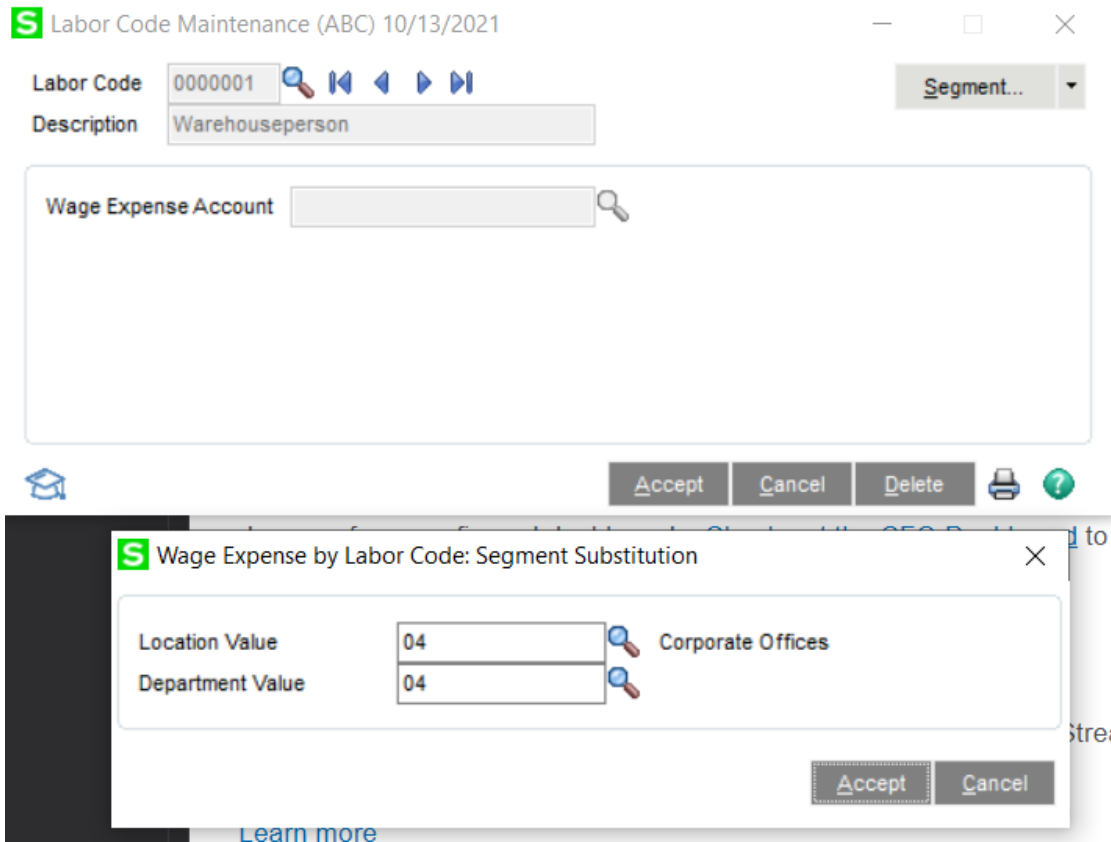 S Labor Code Maintenance (ABC) 10/13/2021
Labor Code 0000001 Segment...
Description Warehouseperson
Wage Expense Account
Accept Cancel Delete ?
d to
S Wage Expense by Labor Code: Segment Substitution
Location Value 04 Corporate Offices
Department Value 04
Strea
Accept Cancel
Learn more